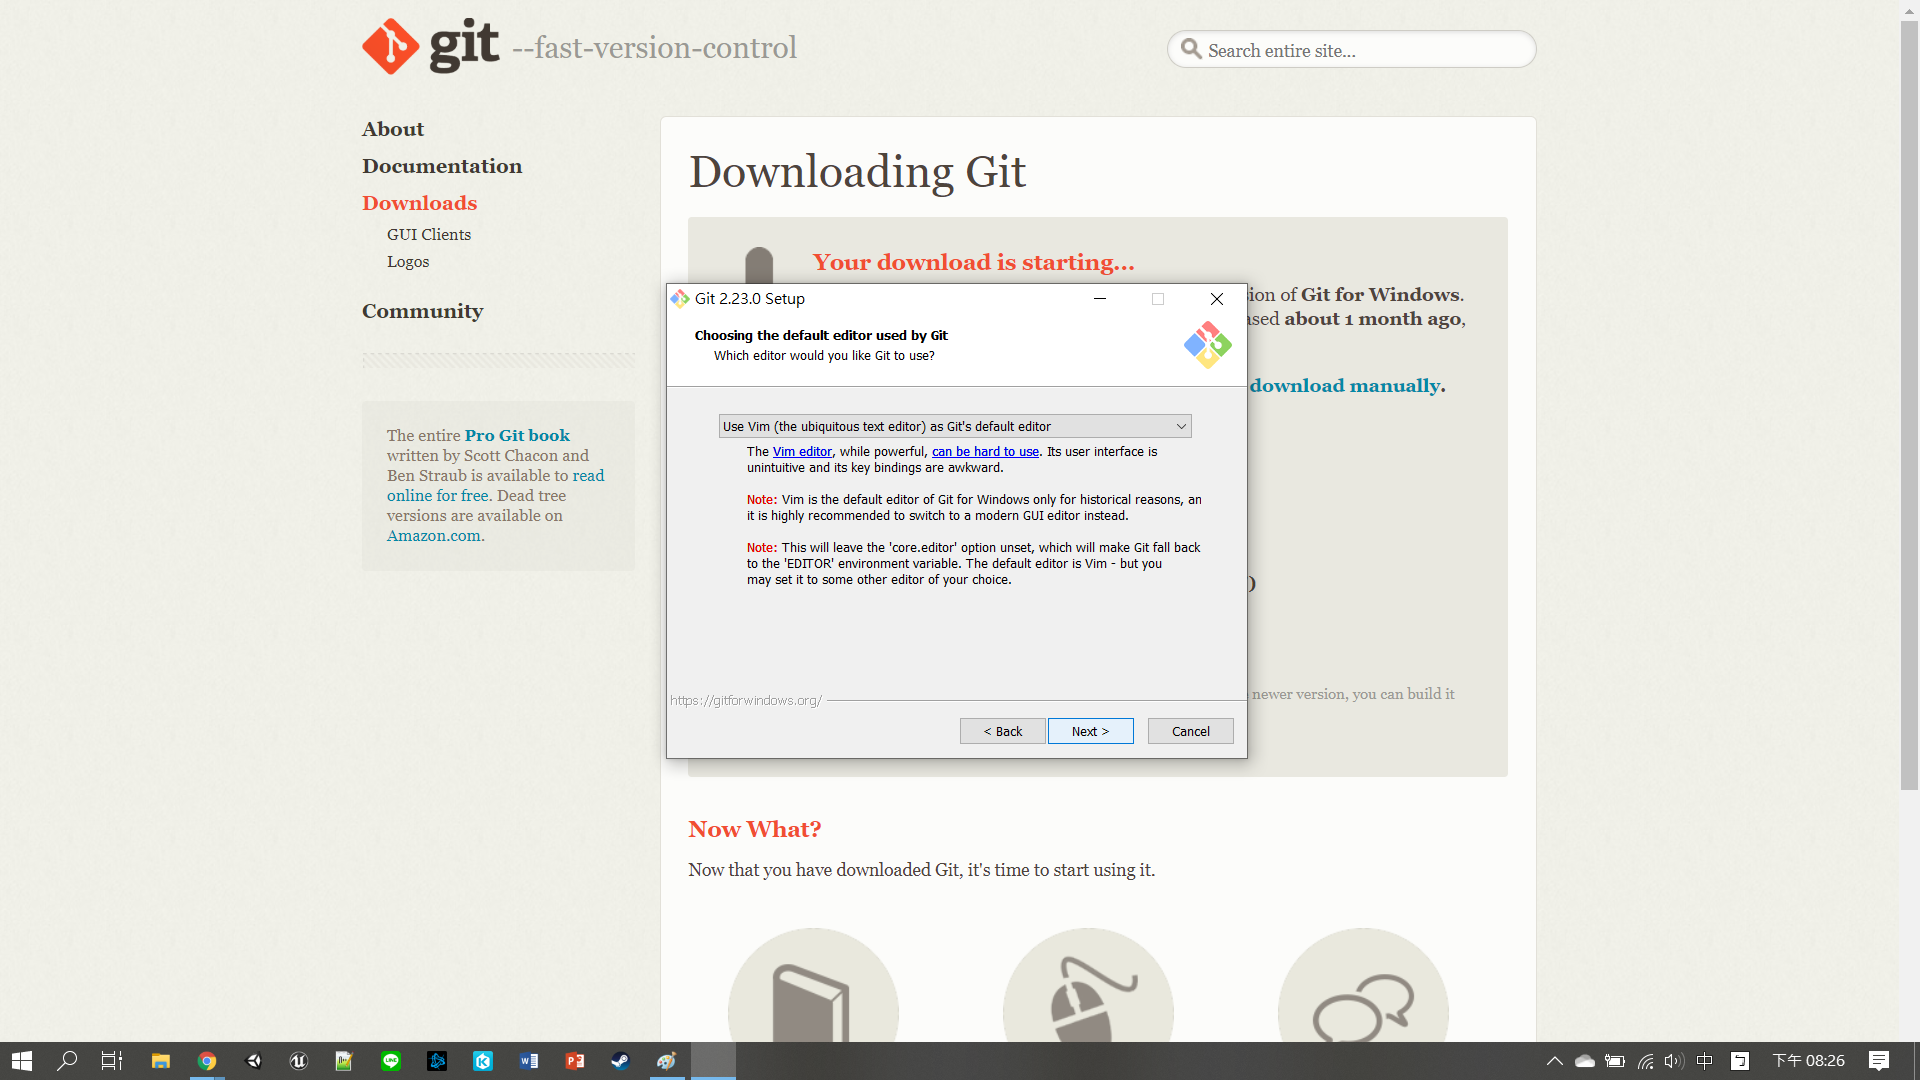 git --fast-version-control
Search entire site...
About
Documentation
Downloads
GUI Clients
Logos
Community
The entire Pro Git book
written by Scott Chacon and
Ben Straub is available to read
online for free. Dead tree
versions are available on
Amazon.com.
Downloading Git
Your download is starting...
ion of Git for Windows.
ased about 1 month ago,
download manually.
)
newer version, you can build it
Git 2.23.0 Setup
Choosing the default editor used by Git
Which editor would you like Git to use?
Use Vim (the ubiquitous text editor) as Git's default editor
The Vim editor, while powerful, can be hard to use. Its user interface is
unintuitive and its key bindings are awkward.
Note: Vim is the default editor of Git for Windows only for historical reasons, an
it is highly recommended to switch to a modern GUI editor instead.
Note: This will leave the 'core.editor' option unset, which will make Git fall back
to the 'EDITOR' environment variable. The default editor is Vim - but you
may set it to some other editor of your choice.
https://gitforwindows.org/
< Back
Next >
Cancel
Now What?
Now that you have downloaded Git, it's time to start using it.
中
下午 08:26